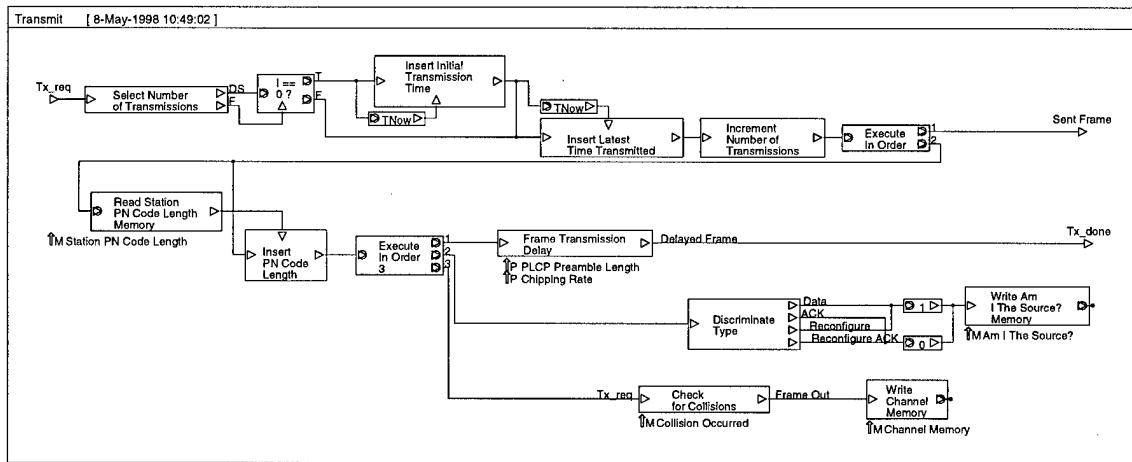 Transmit [ 8-May-1998 10:49:02 ]
Tx_req
Select Number
of Transmissions
DS
F
I ==
0 ?
T
F
Insert Initial
Transmission
Time
TNow
TNow
Insert Latest
Time Transmitted
Increment
Number of
Transmissions
Execute
In Order
1
2
Sent Frame
Read Station
PN Code Length
Memory
M Station PN Code Length
Insert
PN Code
Length
Execute
In Order
3
1
2
3
Frame Transmission
Delay
P PLCP Preamble Length
P Chipping Rate
Delayed Frame
Tx_done
Discriminate
Type
Data
ACK
Reconfigure
Reconfigure ACK
1
0
Write Am
I The Source?
Memory
M Am I The Source?
Tx_req
Check
for Collisions
M Collision Occurred
Frame Out
Write
Channel
Memory
M Channel Memory